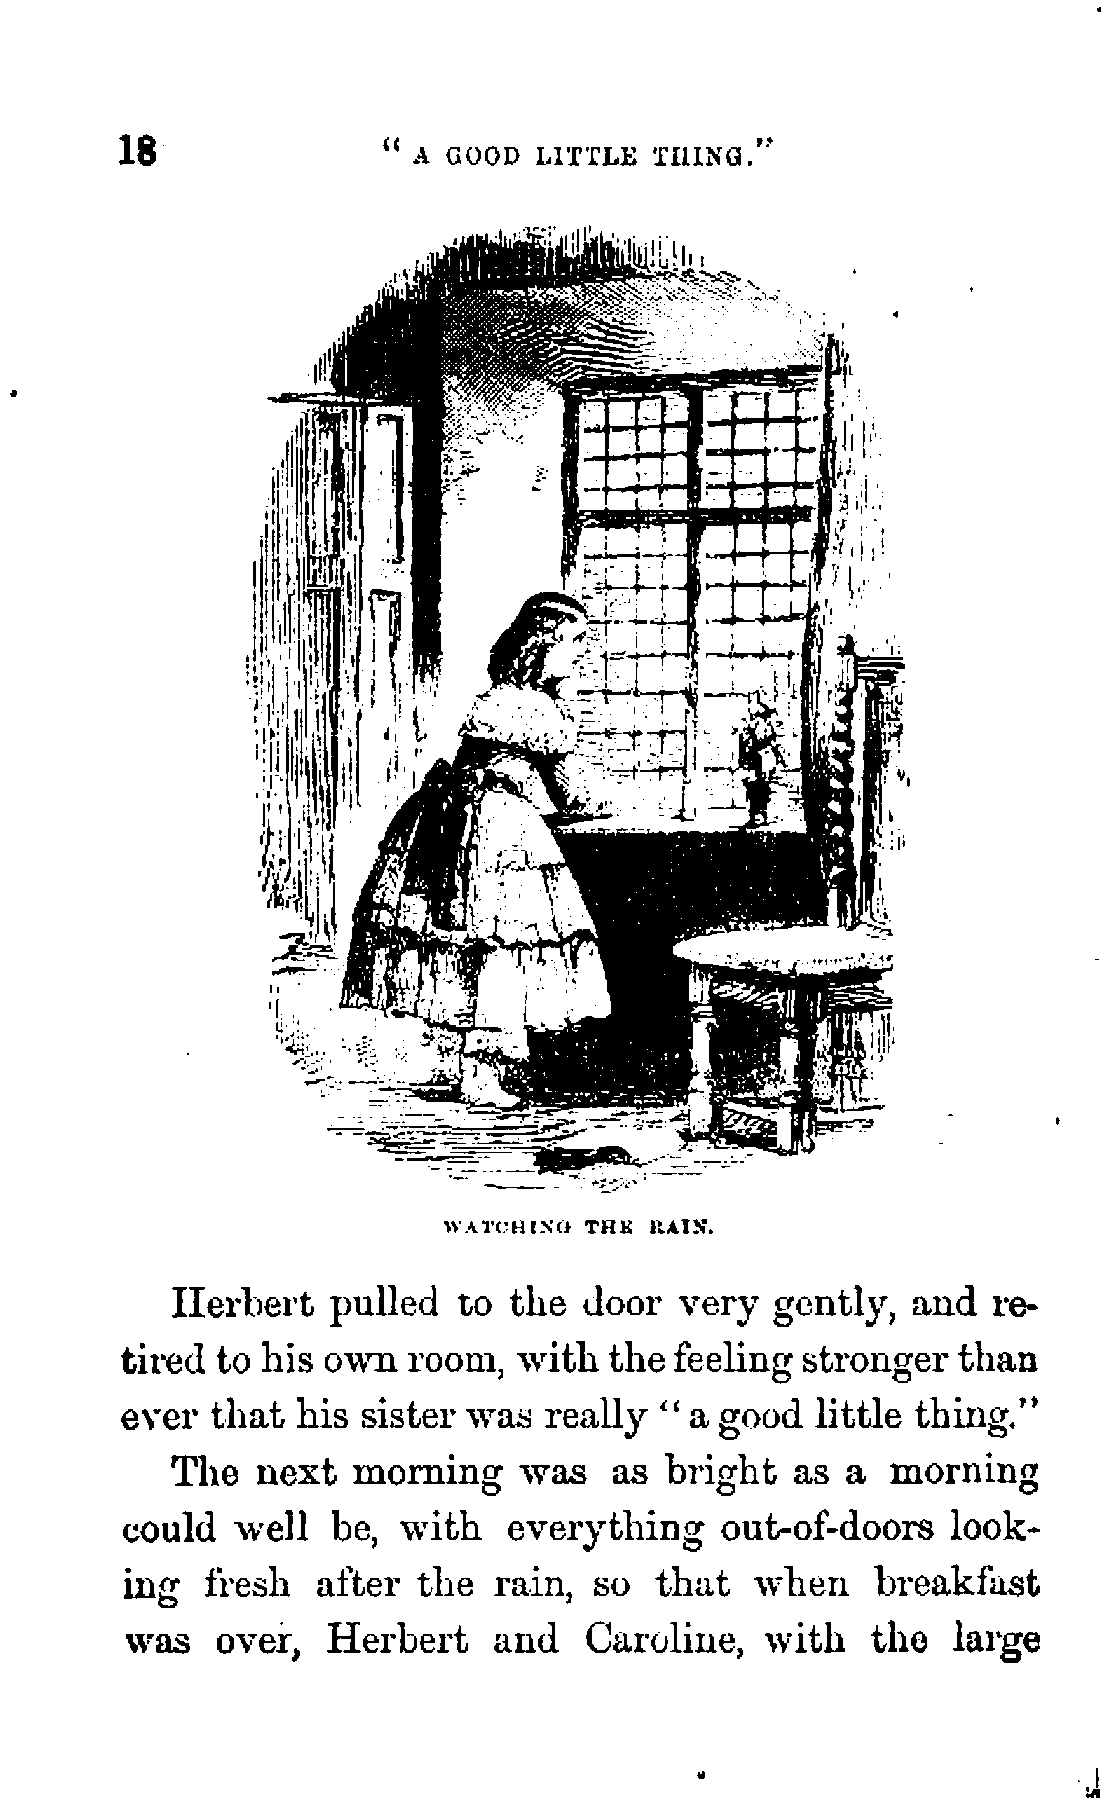 18 “ A GOOD LITTLE THING.”
WATCHING THE RAIN.
Herbert pulled to the door very gently, and re-
tired to his own room, with the feeling stronger than
ever that his sister was really “ a good little thing.”
The next morning was as bright as a morning
could well be, with everything out-of-doors look-
ing fresh after the rain, so that when breakfast
was over, Herbert and Caroline, with the large